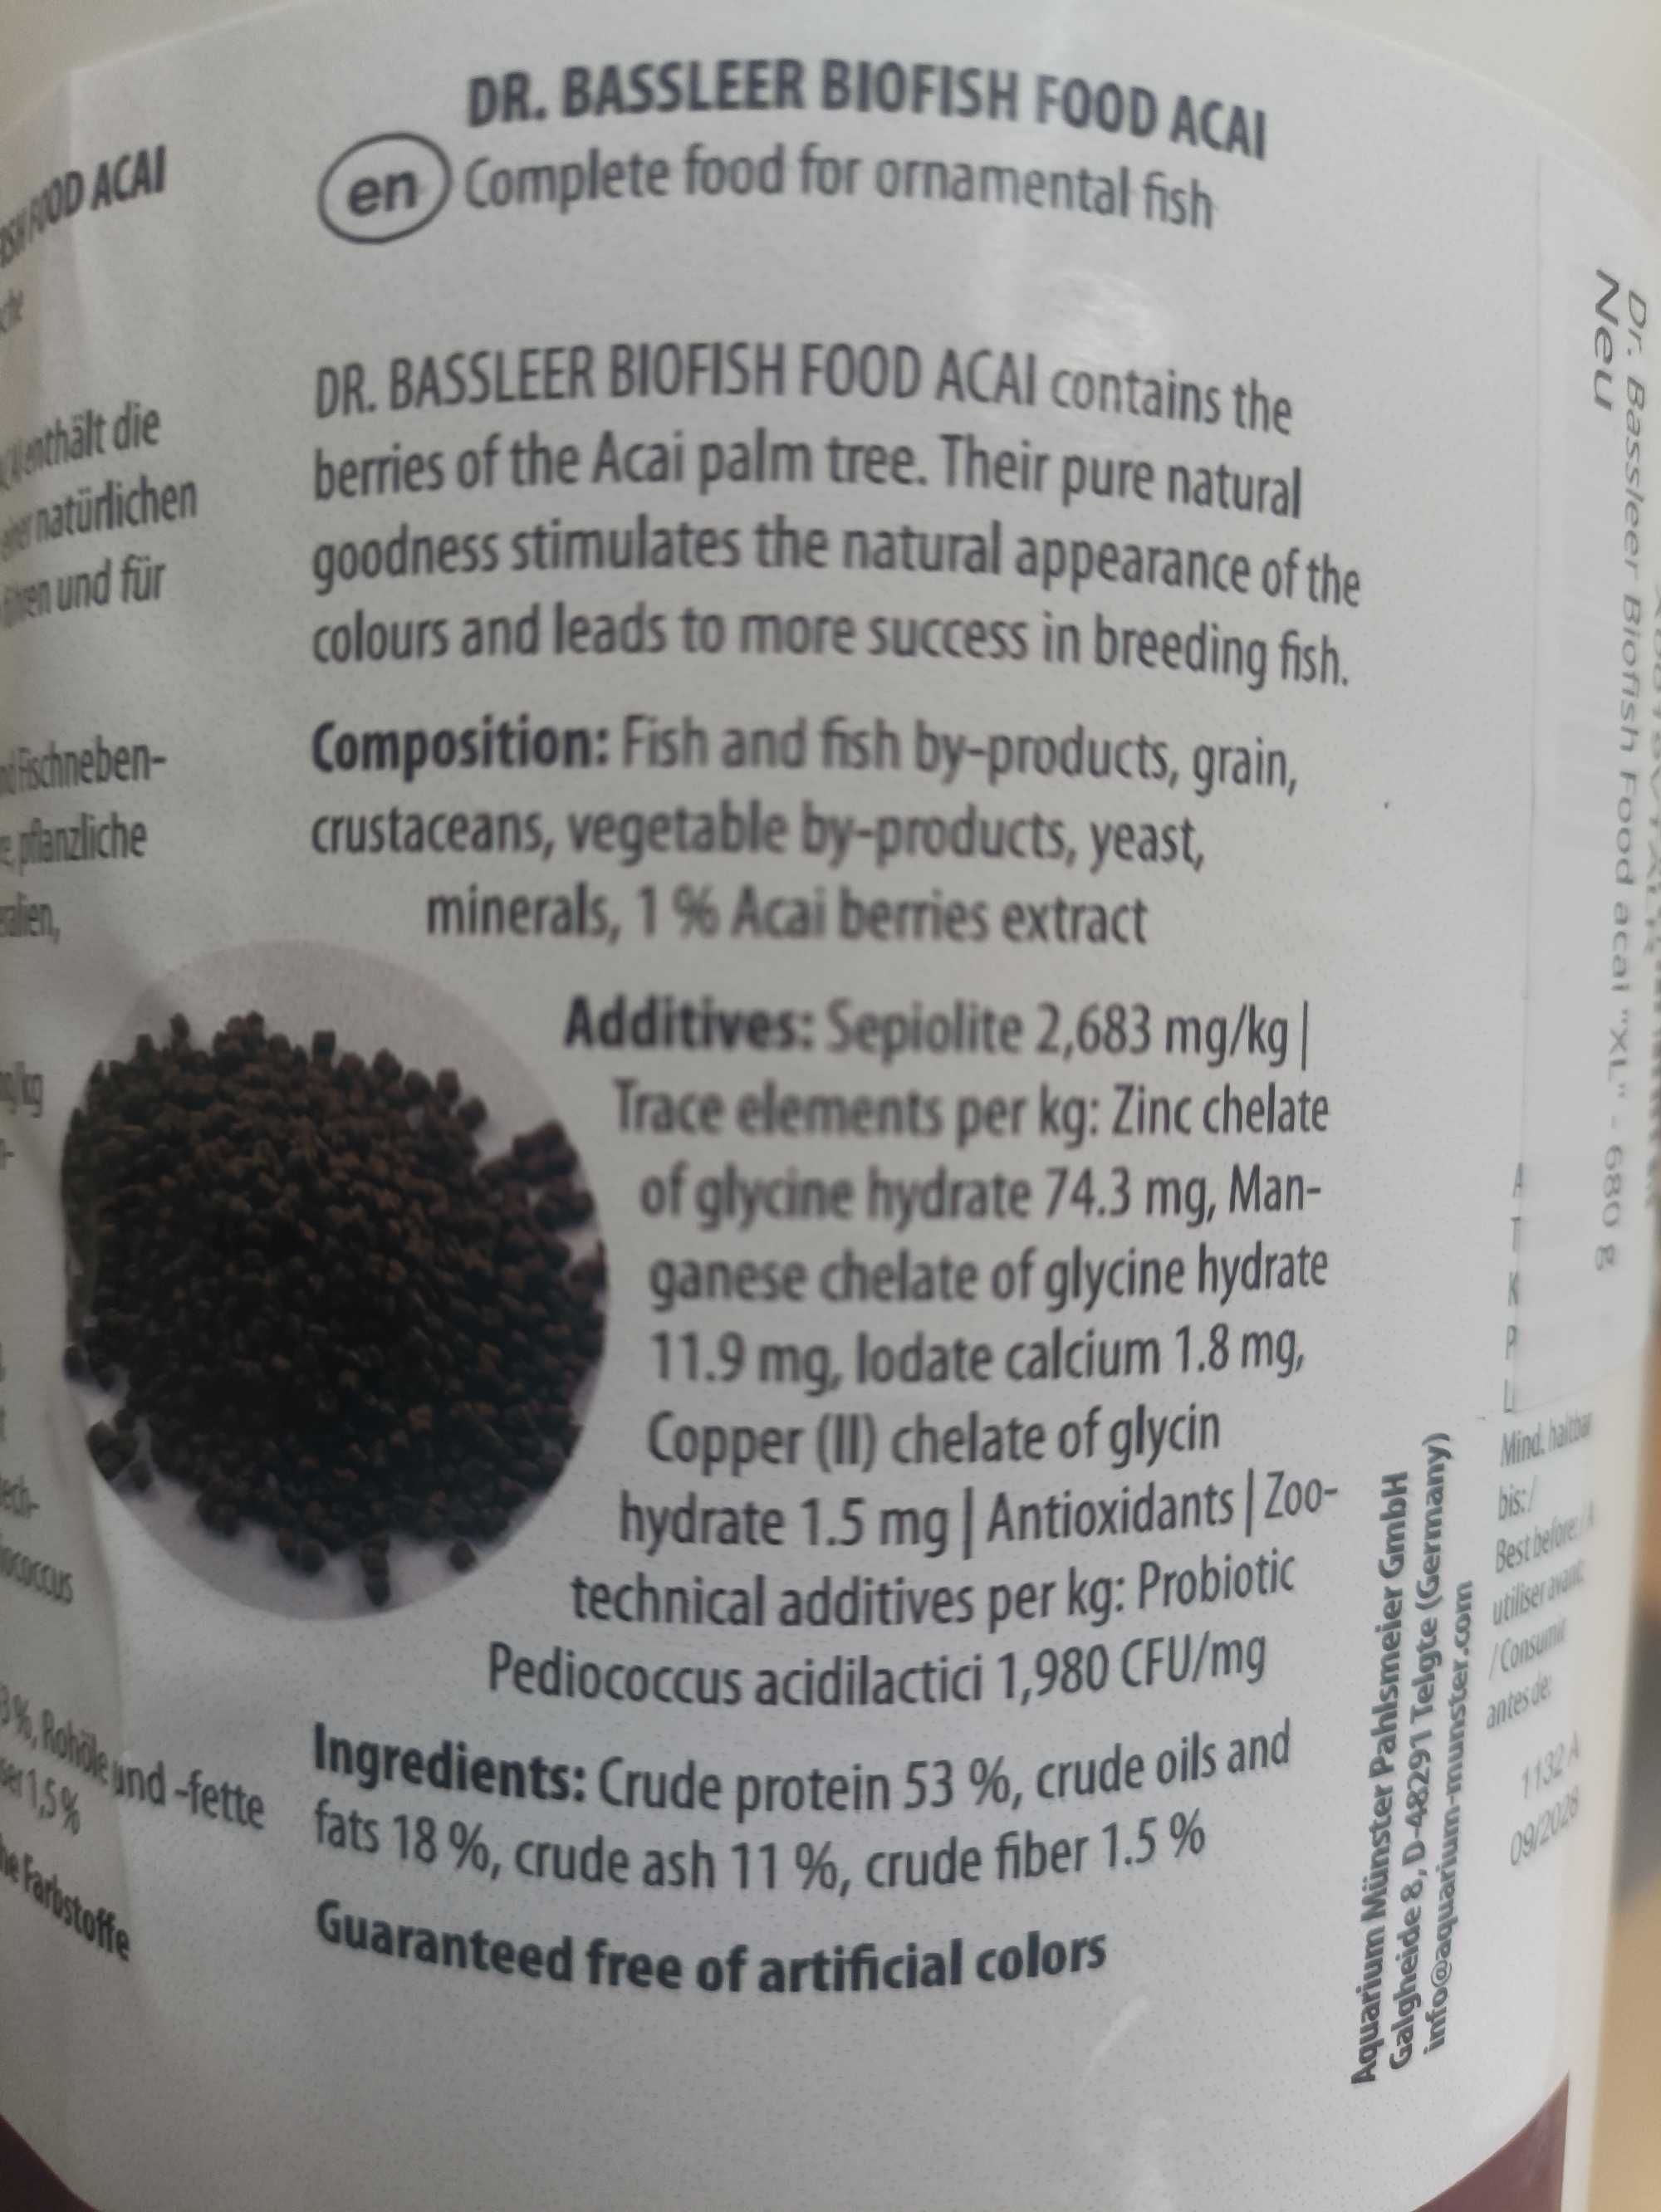 DR. BASSLEER BIOFISH FOOD ACAI
en Complete food for ornamental fish
DR. BASSLEER BIOFISH FOOD ACAI contains the
berries of the Acai palm tree. Their pure natural
goodness stimulates the natural appearance of the
colours and leads to more success in breeding fish.
Composition: Fish and fish by-products, grain,
crustaceans, vegetable by-products, yeast,
minerals, 1 % Acai berries extract
Additives: Sepiolite 2,683 mg/kg |
Trace elements per kg: Zinc chelate
of glycine hydrate 74.3 mg, Man-
ganese chelate of glycine hydrate
11.9 mg, Iodate calcium 1.8 mg,
Copper (II) chelate of glycin
hydrate 1.5 mg | Antioxidants | Zoo-
technical additives per kg: Probiotic
Pediococcus acidilactici 1,980 CFU/mg
Ingredients: Crude protein 53 %, crude oils and
fats 18 %, crude ash 11 %, crude fiber 1.5 %
Guaranteed free of artificial colors
FOOD ACAI
enthält die
natürlichen
und für
pflanzliche
und -fette
1,5 %
Farbstoffe
Aquarium Münster Pahlsmeier GmbH
Galgheide 8, D-48291 Telgte (Germany)
info@aquarium-munster.com
Dr. Bassleer Biofish Food acai "XL" - 680 g
Neu
Mind. haltbar
bis: /
Best before: /
utiliser avant:
/ Consumir
antes de:
1132 A
09/2028